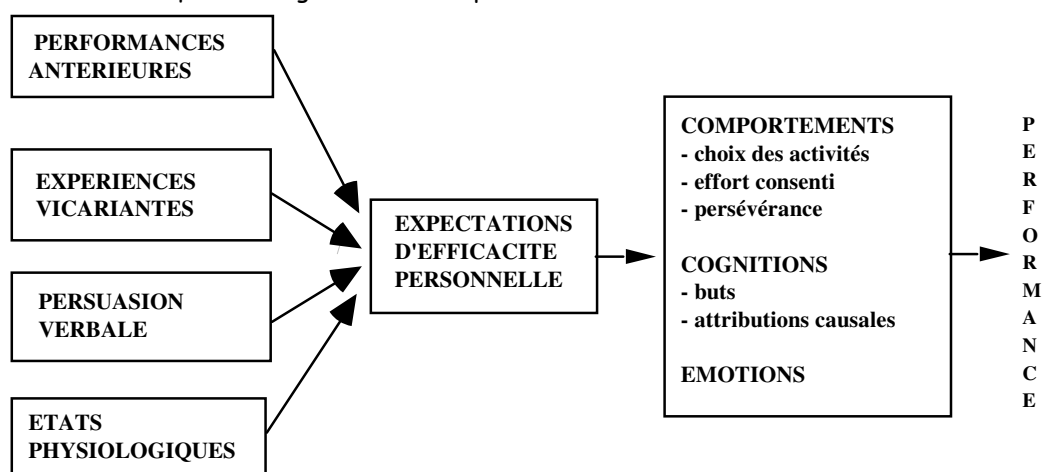 PERFORMANCES
ANTERIEURES
EXPERIENCES
VICARIANTES
PERSUASION
VERBALE
ETATS
PHYSIOLOGIQUES
EXPECTATIONS
D'EFFICACITE
PERSONNELLE
COMPORTEMENTS
- choix des activités
- effort consenti
- persévérance
COGNITIONS
- buts
- attributions causales
EMOTIONS
P
E
R
F
O
R
M
A
N
C
E